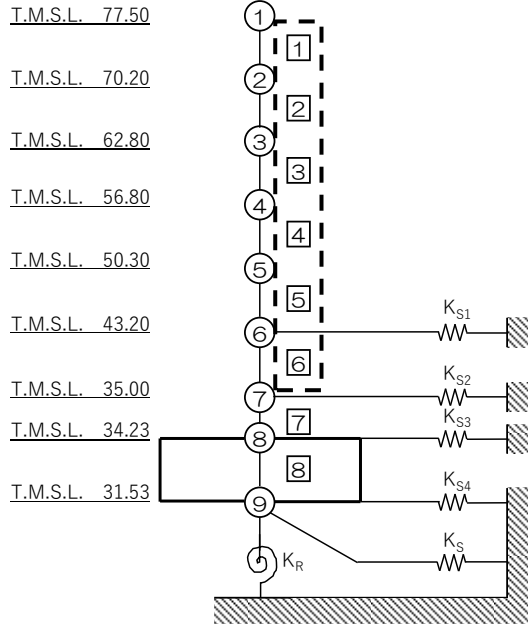 T.M.S.L. 77.50 1
1
T.M.S.L. 70.20 2
2
T.M.S.L. 62.80 3
3
T.M.S.L. 56.80 4
4
T.M.S.L. 50.30 5
5
T.M.S.L. 43.20 6 KS1
6
T.M.S.L. 35.00 7 KS2
7
T.M.S.L. 34.23 8 KS3
8
T.M.S.L. 31.53 9 KS4
KS
KR